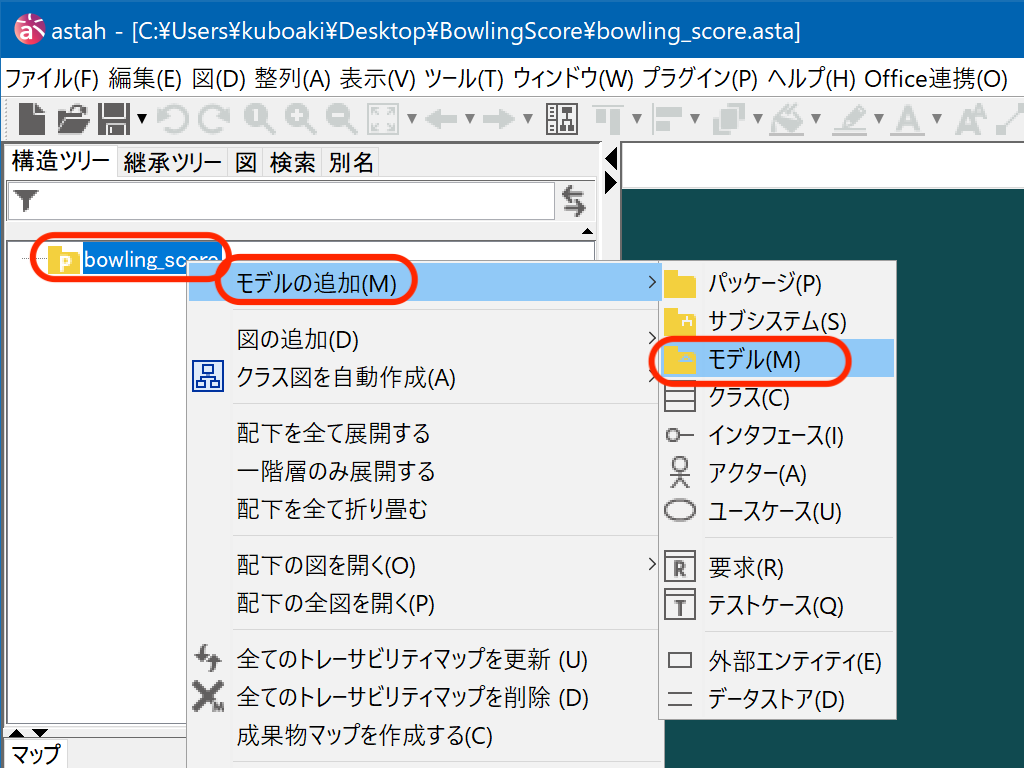 astah - [C:¥Users¥kuboaki¥Desktop¥BowlingScore¥bowling_score.asta]
ファイル(F) 編集(E) 図(D) 整列(A) 表示(V) ツール(T) ウィンドウ(W) プラグイン(P) ヘルプ(H) Office連携(O)
構造ツリー 継承ツリー 図 検索 別名
bowling_score
モデルの追加(M)
図の追加(D)
クラス図を自動作成(A)
配下を全て展開する
一階層のみ展開する
配下を全て折り畳む
配下の図を開く(O)
配下の全図を開く(P)
全てのトレーサビリティマップを更新 (U)
全てのトレーサビリティマップを削除 (D)
成果物マップを作成する(C)
パッケージ(P)
サブシステム(S)
モデル(M)
クラス(C)
インタフェース(I)
アクター(A)
ユースケース(U)
要求(R)
テストケース(Q)
外部エンティティ(E)
データストア(D)
マップ